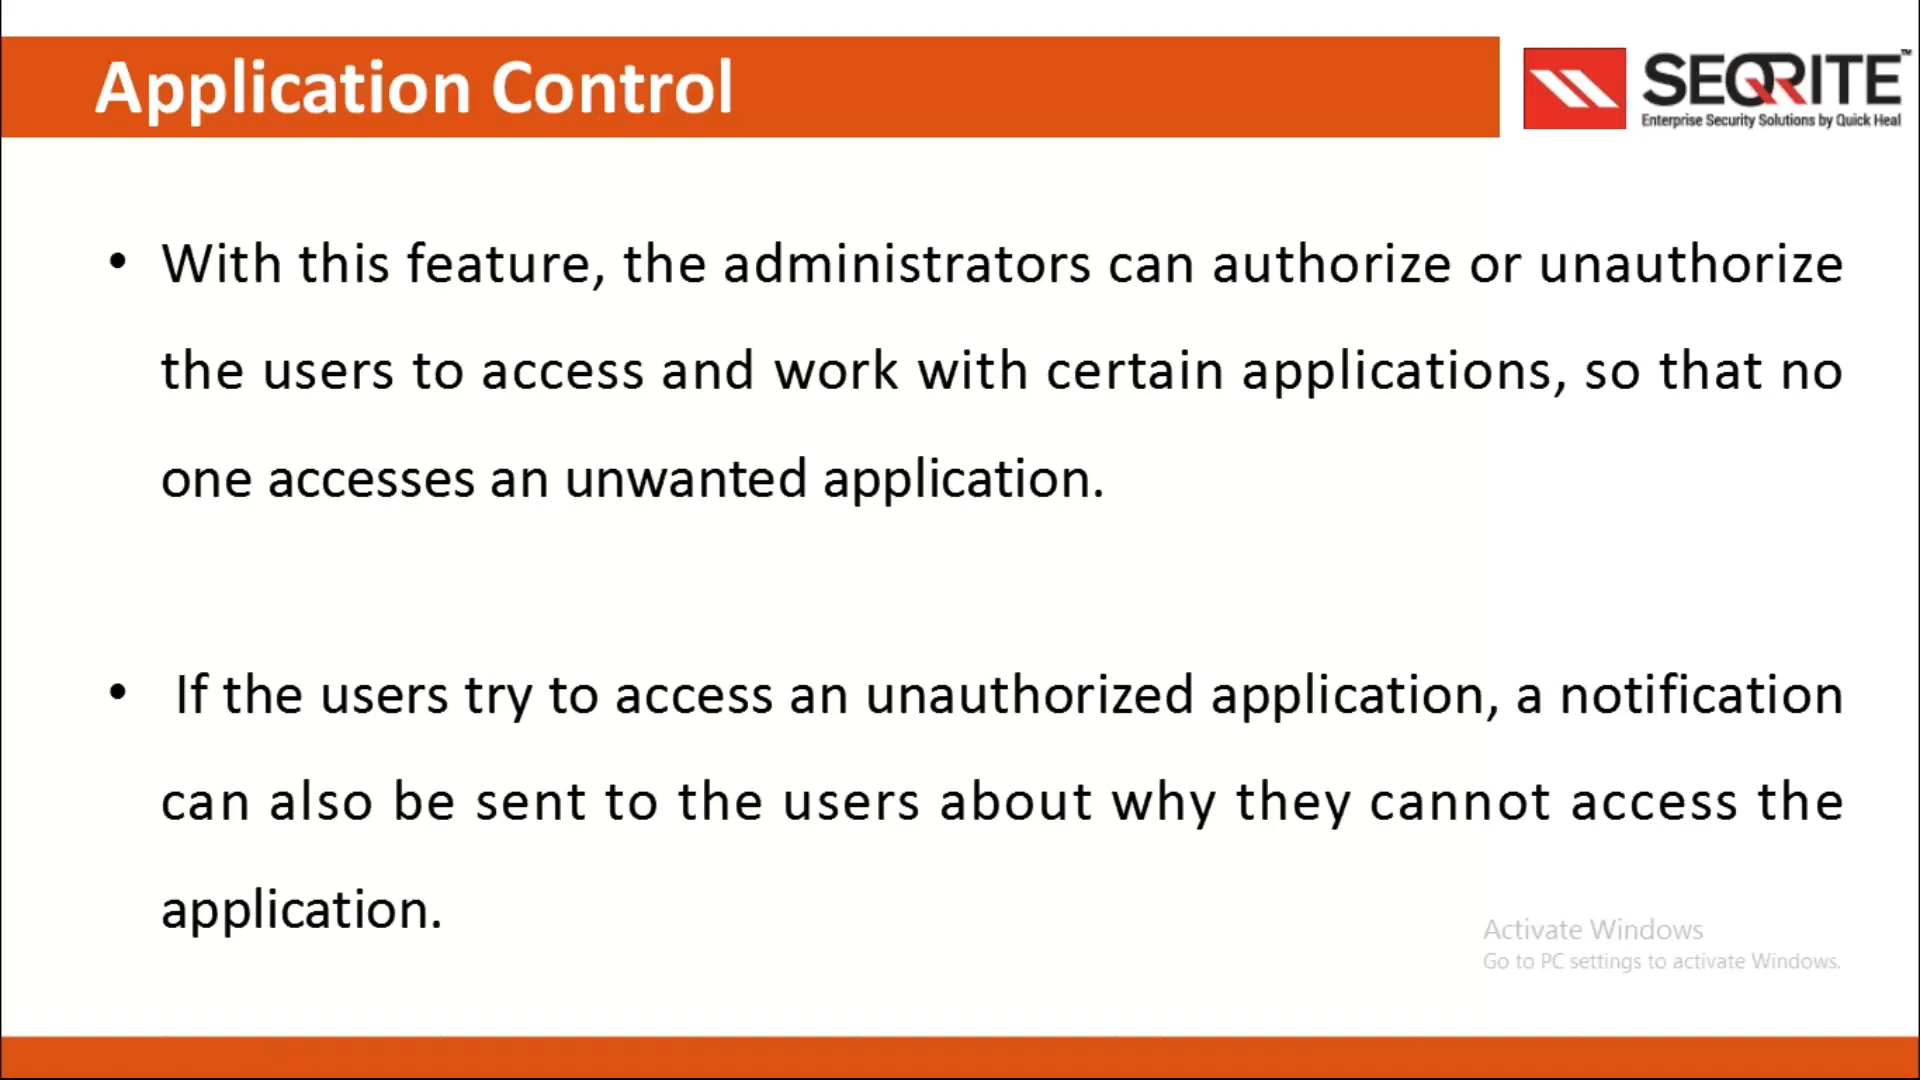 Application Control
SEQRITE™
Enterprise Security Solutions by Quick Heal
• With this feature, the administrators can authorize or unauthorize
the users to access and work with certain applications, so that no
one accesses an unwanted application.
• If the users try to access an unauthorized application, a notification
can also be sent to the users about why they cannot access the
application.
Activate Windows
Go to PC settings to activate Windows.